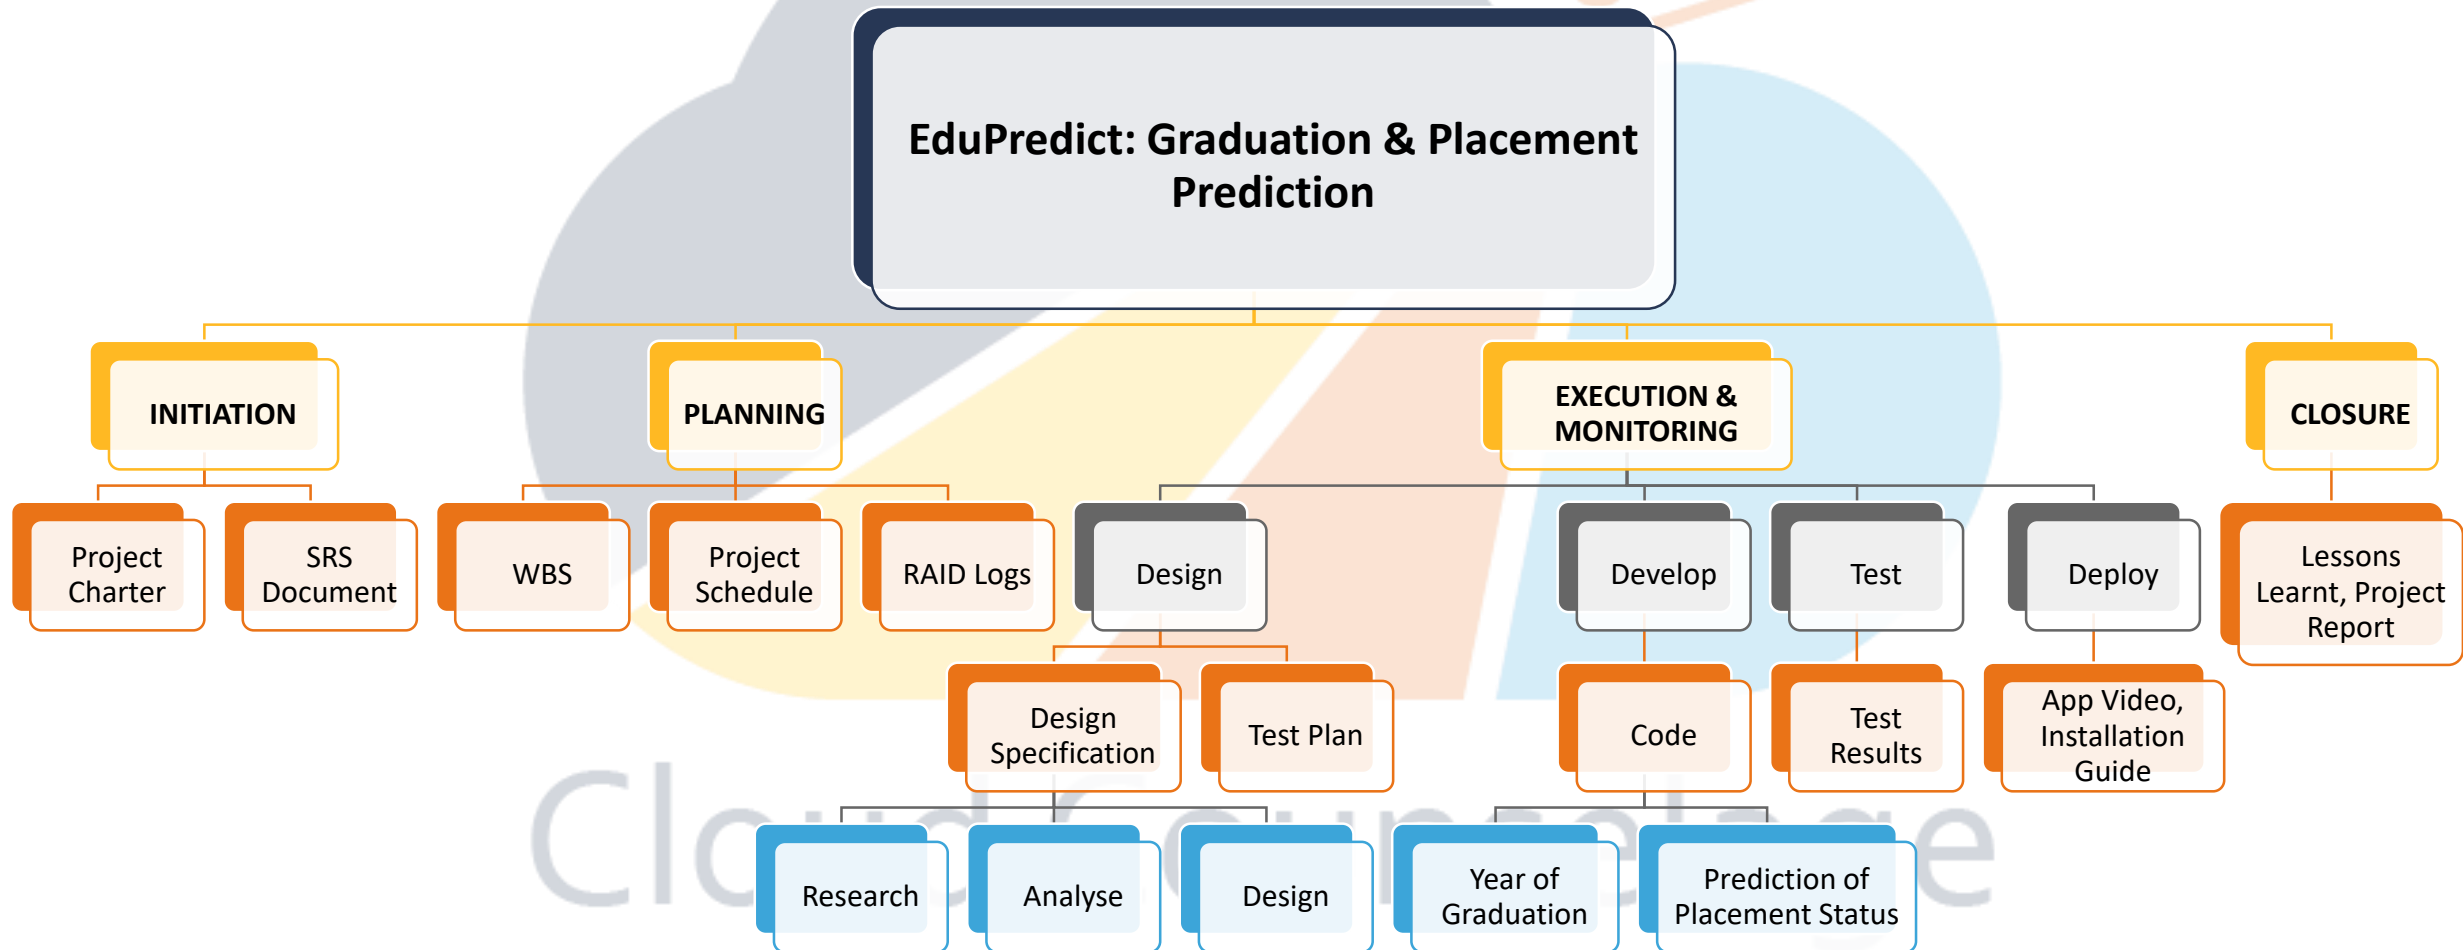 EduPredict: Graduation & Placement
Prediction
INITIATION
PLANNING
EXECUTION &
MONITORING
CLOSURE
Project
Charter
SRS
Document
WBS
Project
Schedule
RAID Logs
Design
Develop
Test
Deploy
Lessons
Learnt, Project
Report
Design
Specification
Test Plan
Code
Test
Results
App Video,
Installation
Guide
Research
Analyse
Design
Year of
Graduation
Prediction of
Placement Status
Cloud Counselage